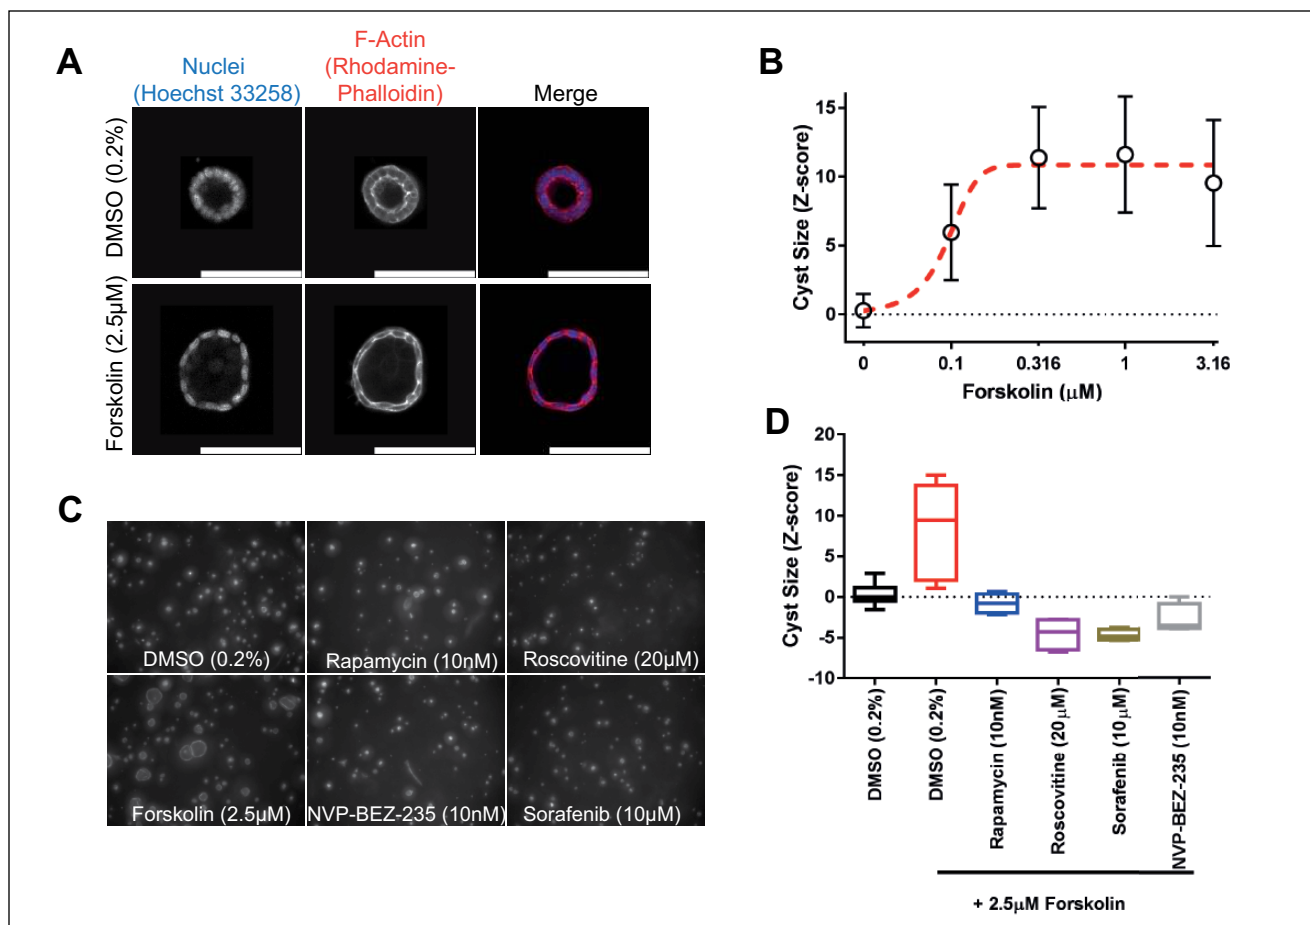 A
Nuclei
(Hoechst 33258)
F-Actin
(Rhodamine-
Phalloidin)
Merge
DMSO (0.2%)
Forskolin (2.5µM)
B
Cyst Size (Z-score)
15
10
5
0
0
0.1
0.316
1
3.16
Forskolin (µM)
C
DMSO (0.2%)
Rapamycin (10nM)
Roscovitine (20µM)
Forskolin (2.5µM)
NVP-BEZ-235 (10nM)
Sorafenib (10µM)
D
Cyst Size (Z-score)
20
15
10
5
0
-5
-10
DMSO (0.2%)
DMSO (0.2%)
Rapamycin (10nM)
Roscovitine (20µM)
Sorafenib (10µM)
NVP-BEZ-235 (10nM)
+ 2.5µM Forskolin